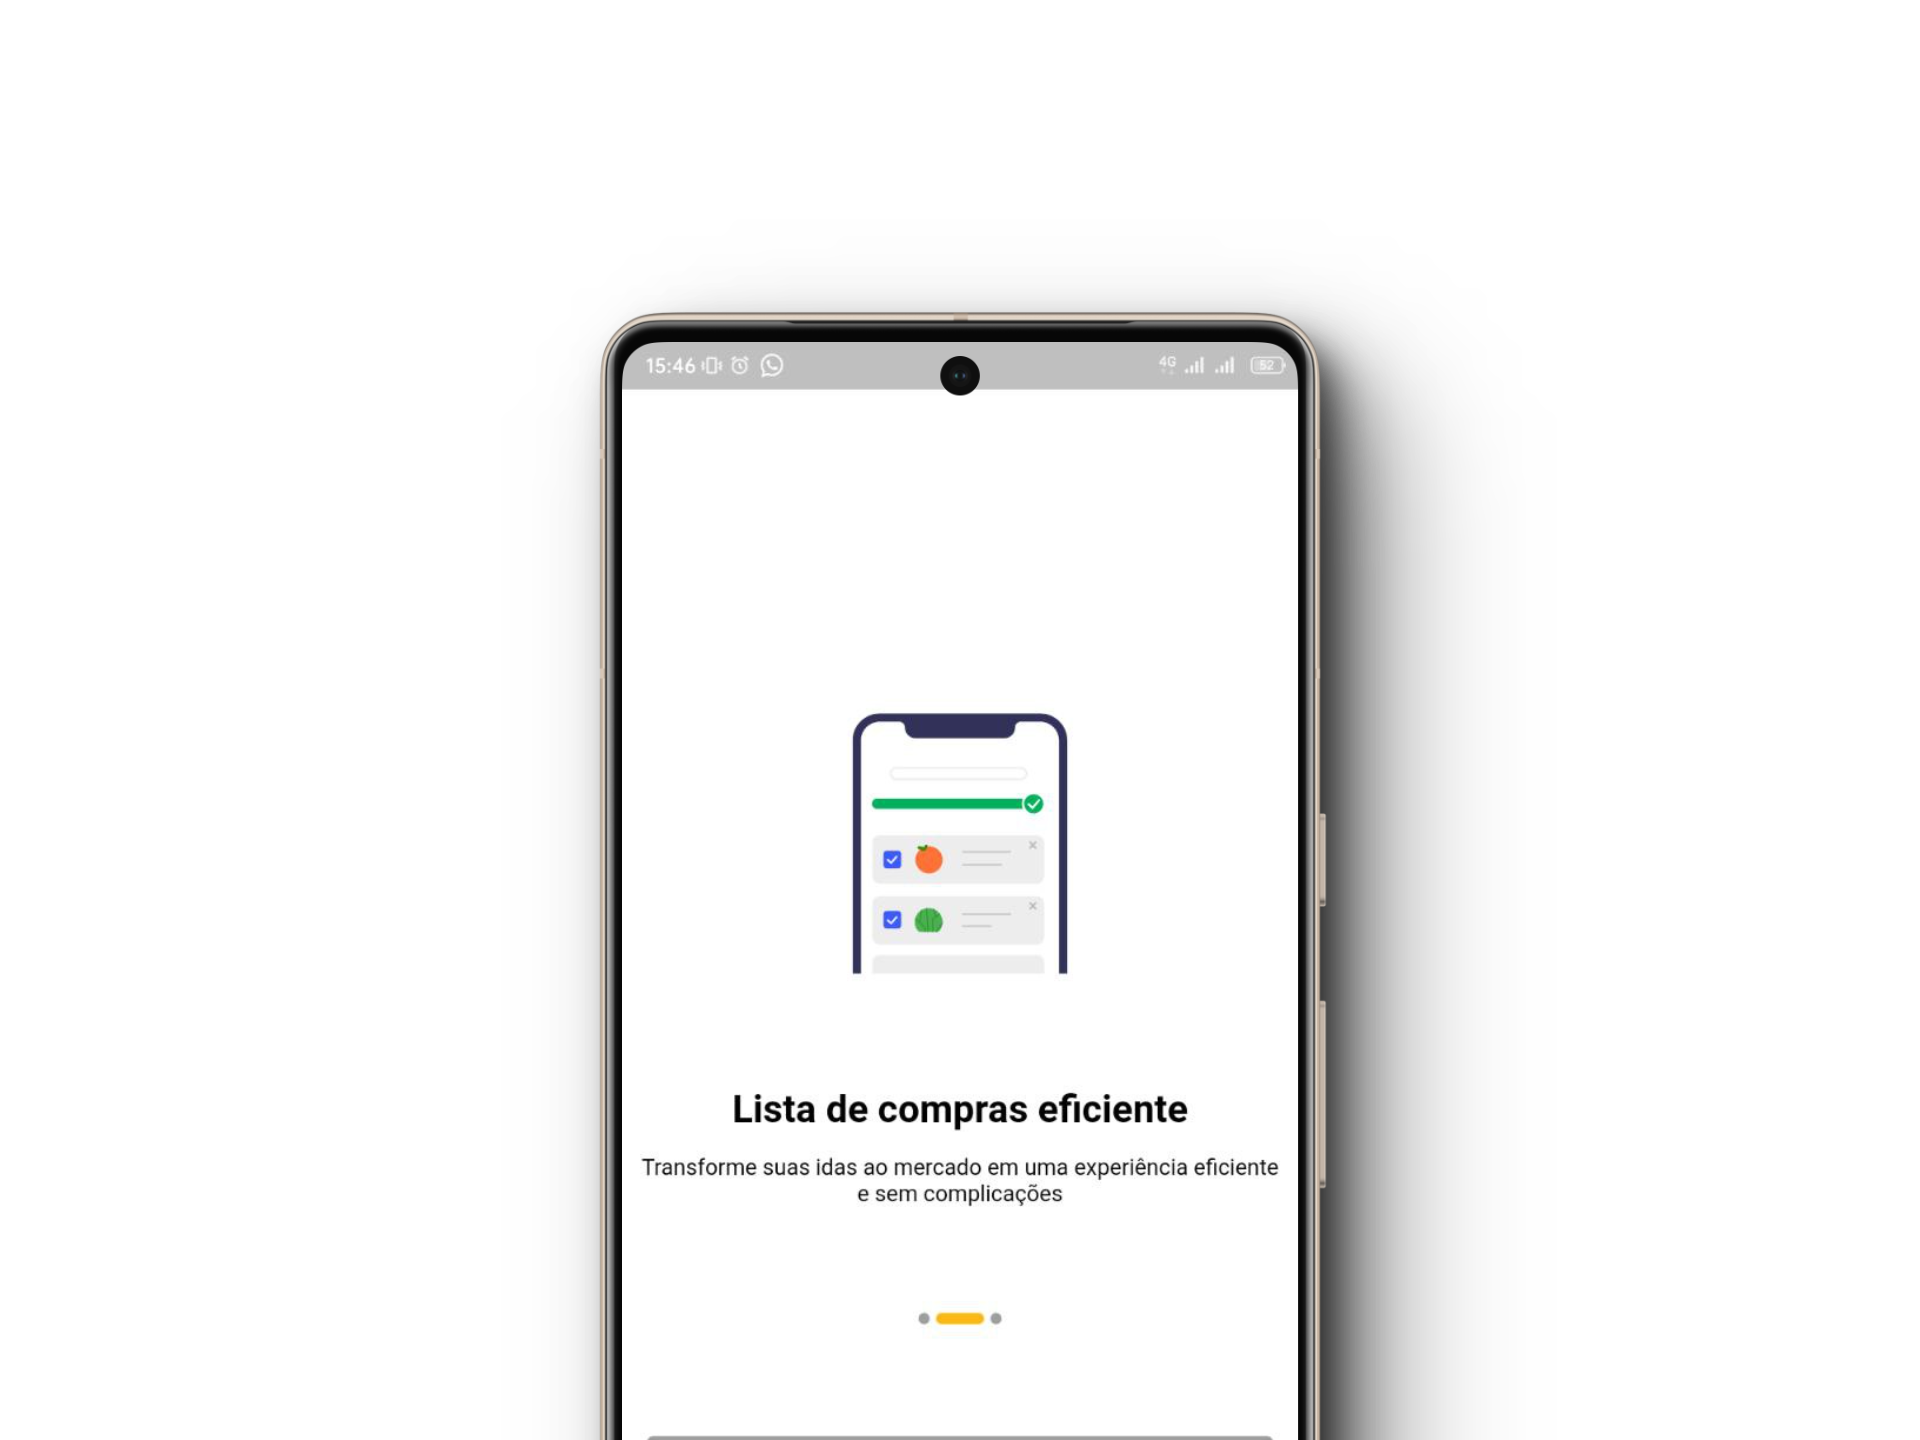 15:46
4G
52
Lista de compras eficiente
Transforme suas idas ao mercado em uma experiência eficiente
e sem complicações